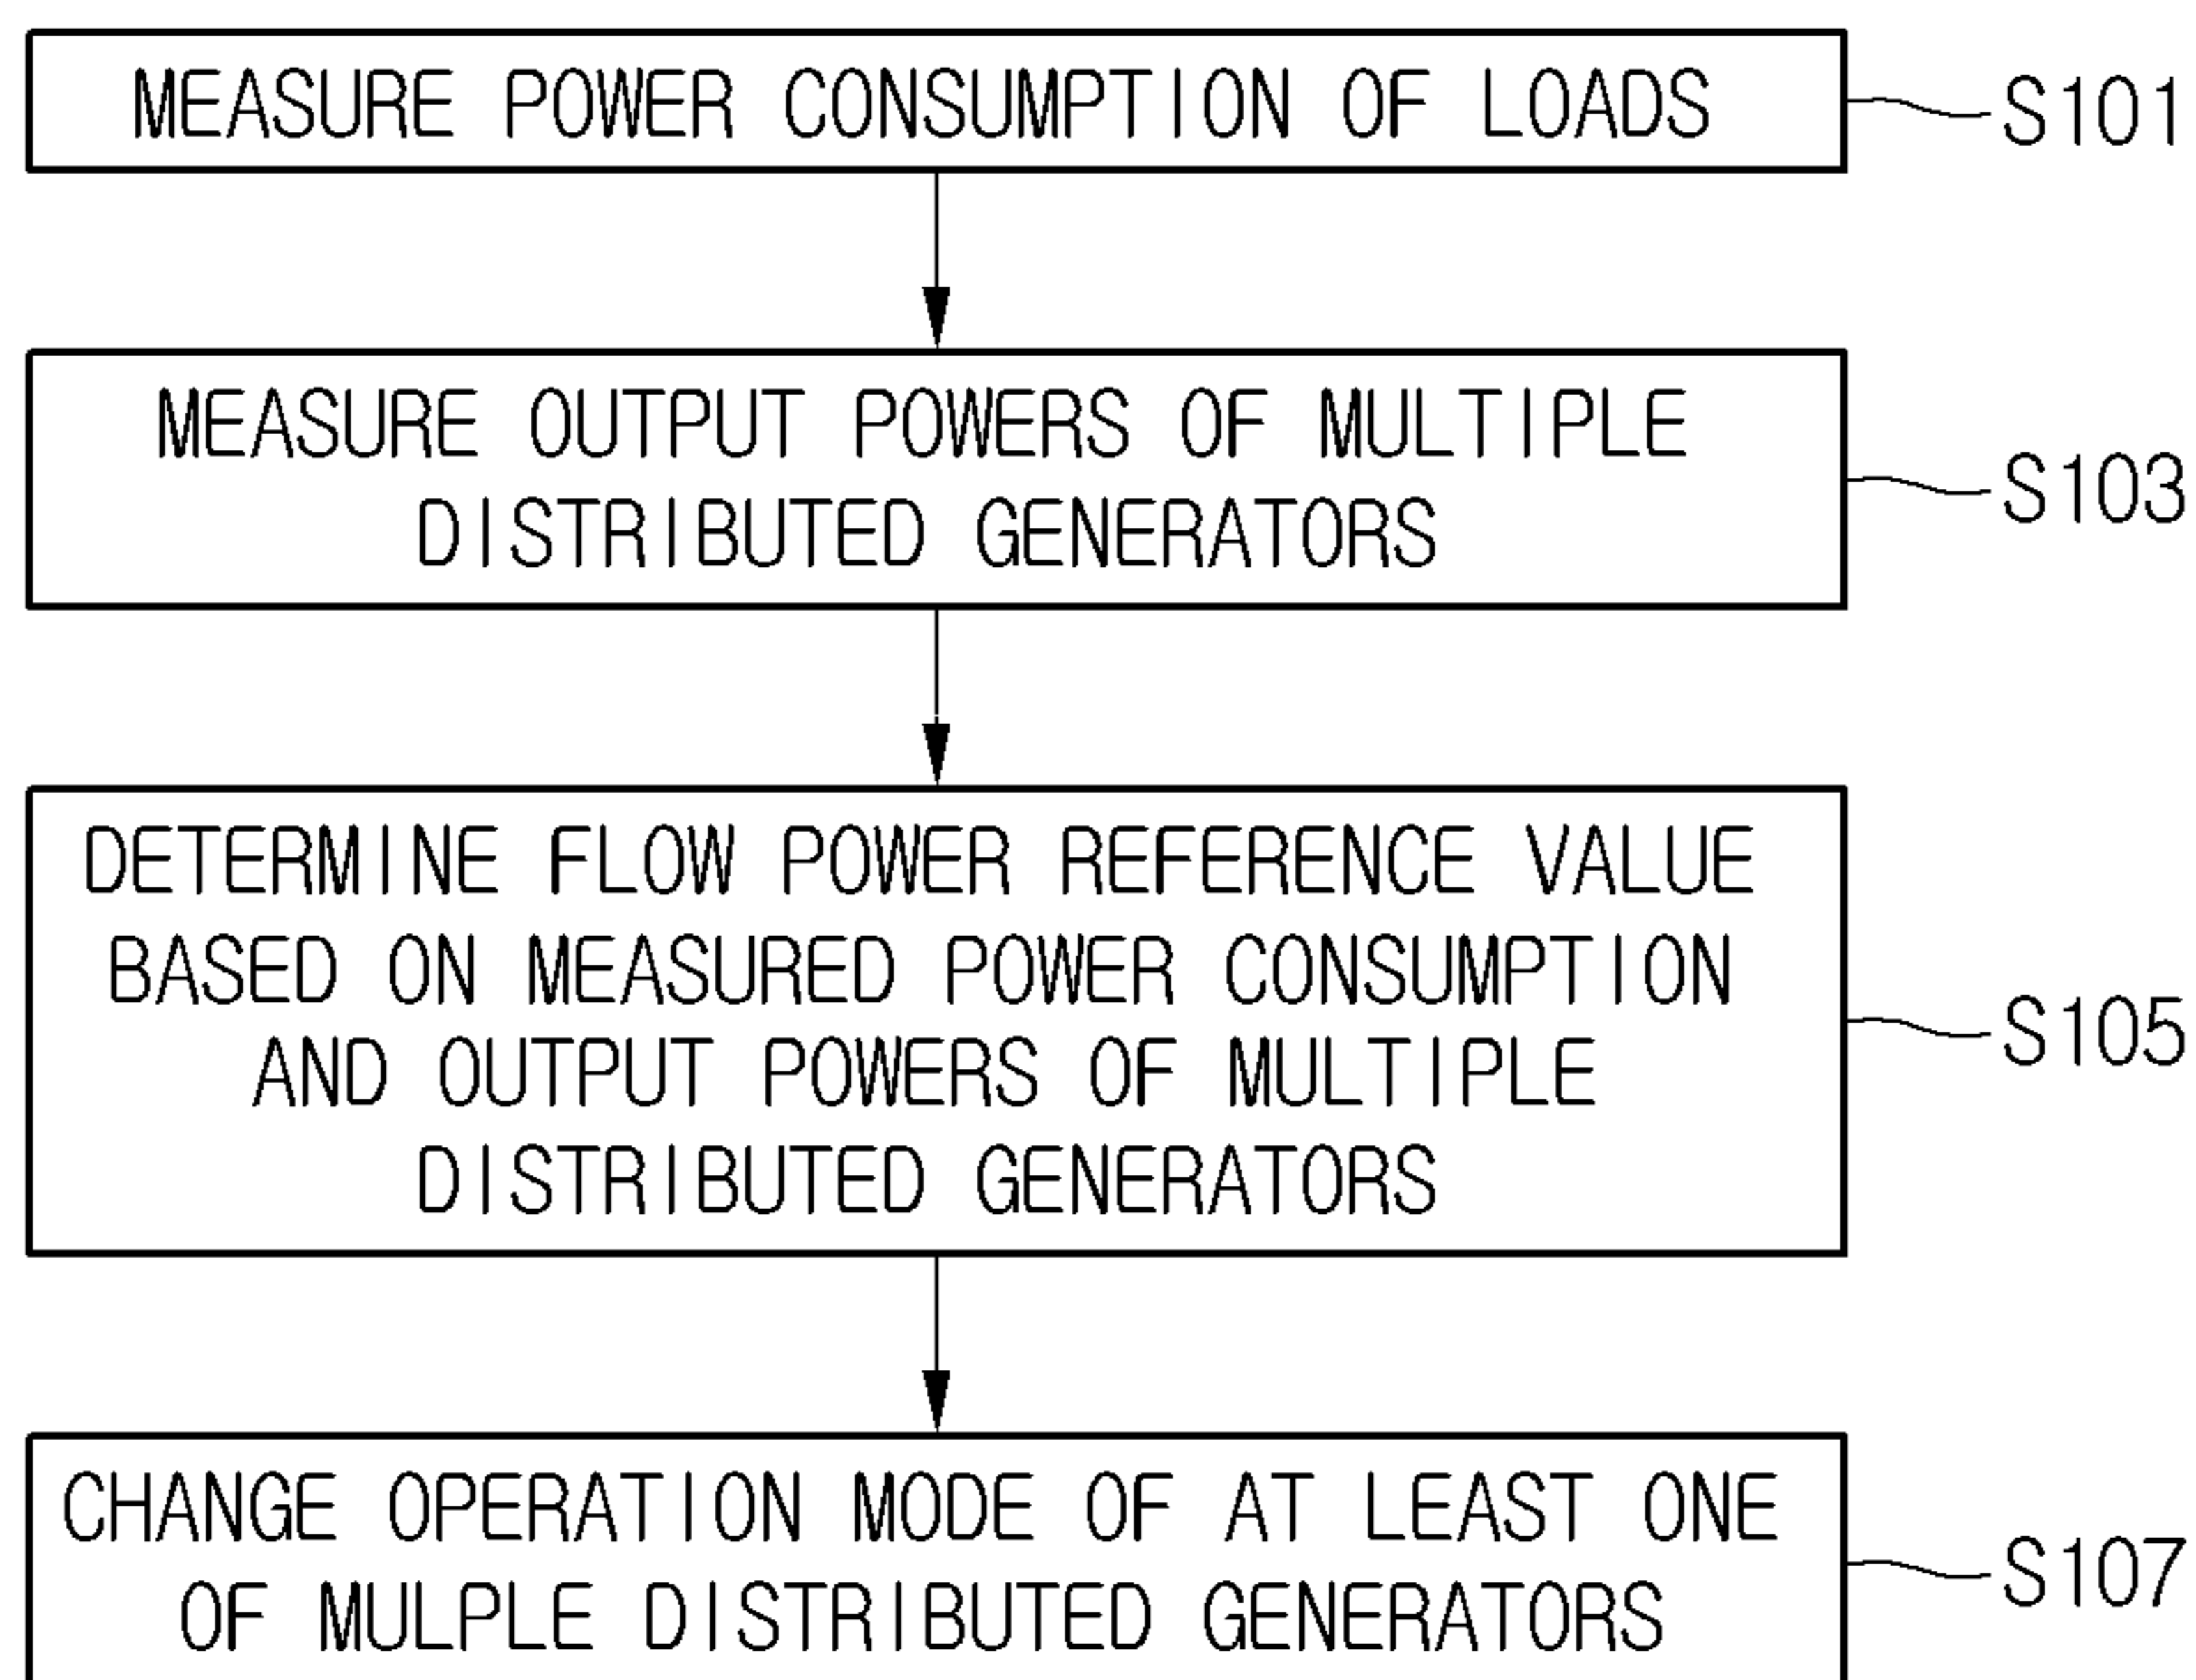 MEASURE POWER CONSUMPTION OF LOADS
S101
MEASURE OUTPUT POWERS OF MULTIPLE
DISTRIBUTED GENERATORS
S103
DETERMINE FLOW POWER REFERENCE VALUE
BASED ON MEASURED POWER CONSUMPTION
AND OUTPUT POWERS OF MULTIPLE
DISTRIBUTED GENERATORS
S105
CHANGE OPERATION MODE OF AT LEAST ONE
OF MULPLE DISTRIBUTED GENERATORS
S107